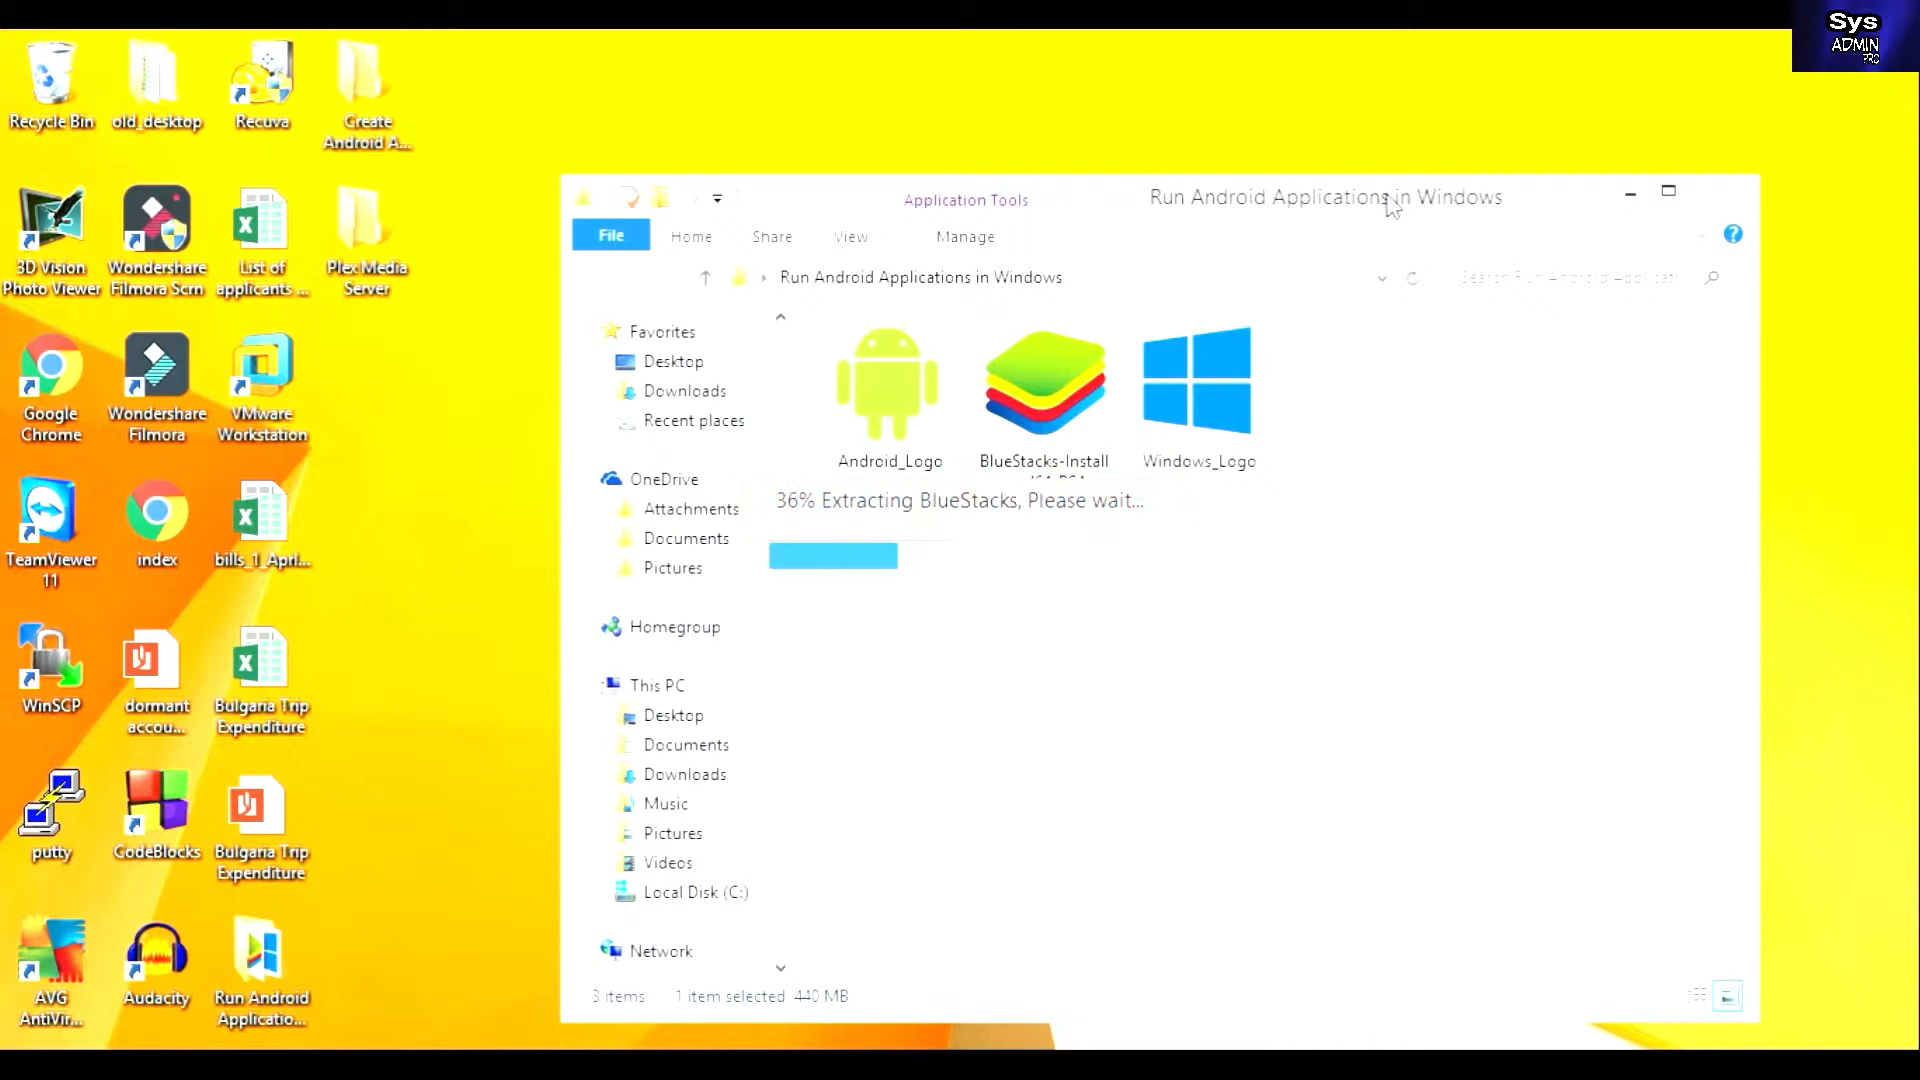 Sys
ADMIN
PRO
Recycle Bin
old_desktop
Recuva
Create
Android A...
3D Vision
Photo Viewer
Wondershare
Filmora Scrn
List of
applicants ...
Plex Media
Server
Google
Chrome
Wondershare
Filmora
VMware
Workstation
TeamViewer
11
index
bills_1_Apri...
WinSCP
dormant
accou...
Bulgaria Trip
Expenditure
putty
CodeBlocks
Bulgaria Trip
Expenditure
AVG
AntiVir...
Audacity
Run Android
Applicatio...
Application Tools
Run Android Applications in Windows
File
Home
Share
View
Manage
Run Android Applications in Windows
Favorites
Desktop
Downloads
Recent places
OneDrive
Attachments
Documents
Pictures
Homegroup
This PC
Desktop
Documents
Downloads
Music
Pictures
Videos
Local Disk (C:)
Network
Android_Logo
BlueStacks-Install
Windows_Logo
36% Extracting BlueStacks, Please wait...
3 items
1 item selected 440 MB